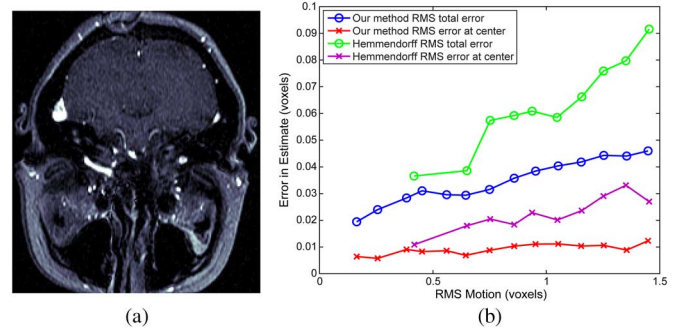 Our method RMS total error
Our method RMS error at center
Hemmendorff RMS total error
Hemmendorff RMS error at center
Error in Estimate (voxels)
0.1
0.09
0.08
0.07
0.06
0.05
0.04
0.03
0.02
0.01
0
0.5
1
1.5
RMS Motion (voxels)
(a)
(b)